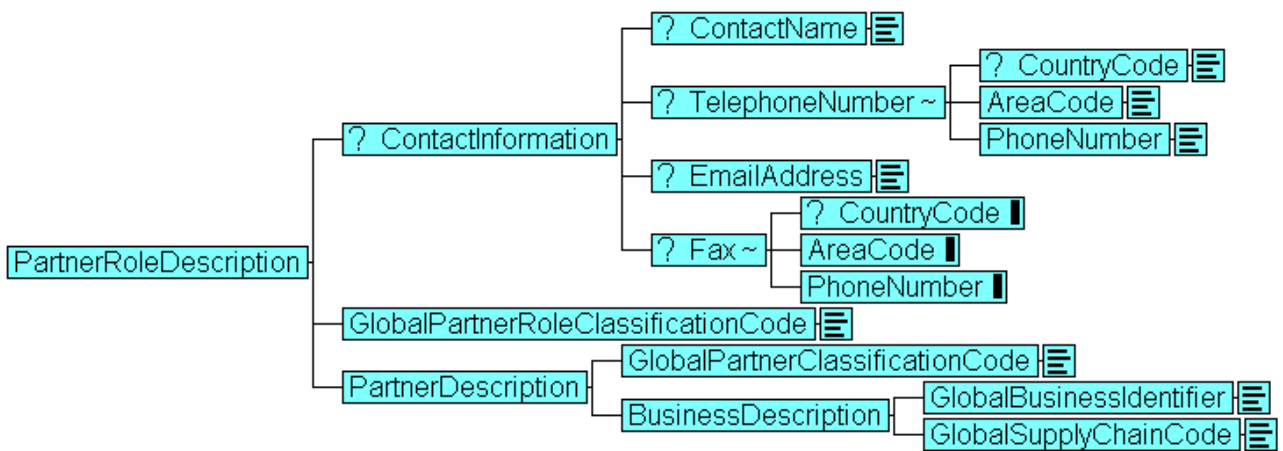 ? ContactName
? CountryCode
? TelephoneNumber ~
AreaCode
? ContactInformation
PhoneNumber
? EmailAddress
? CountryCode
PartnerRoleDescription
? Fax ~
AreaCode
PhoneNumber
GlobalPartnerRoleClassificationCode
GlobalPartnerClassificationCode
PartnerDescription
GlobalBusinessIdentifier
BusinessDescription
GlobalSupplyChainCode